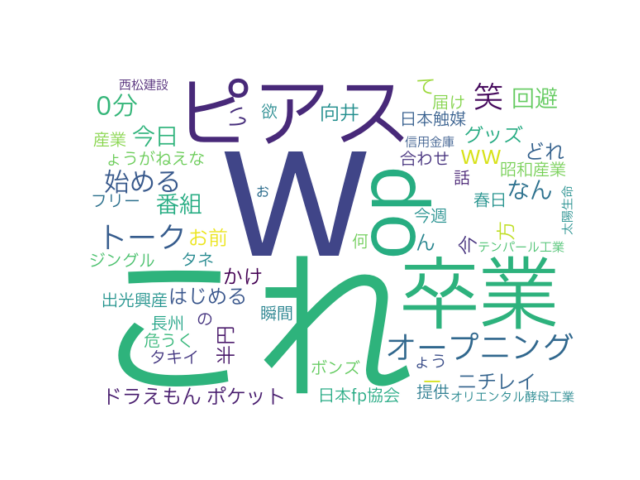 西松建設
ピアス
っ
欲
向井
て
届け
笑
回避
0分
日本触媒
グッズ
産業
今日
信用金庫
ょうがねえな
W
op
合わせ
ww
どれ
昭和産業
始める
お
話
なん
フリー
番組
春日
太陽生命
今週
トーク
お前
何
ん
今
方
テンパール工業
ジングル
タネ
これ
卒業
かけ
出光興産
はじめる
瞬間
長州
の
危うく
半円
オープニング
タキイ
ボンズ
ょう
ー
ニチレイ
ドラえもん
ポケット
日本fp協会
提供
オリエンタル酵母工業